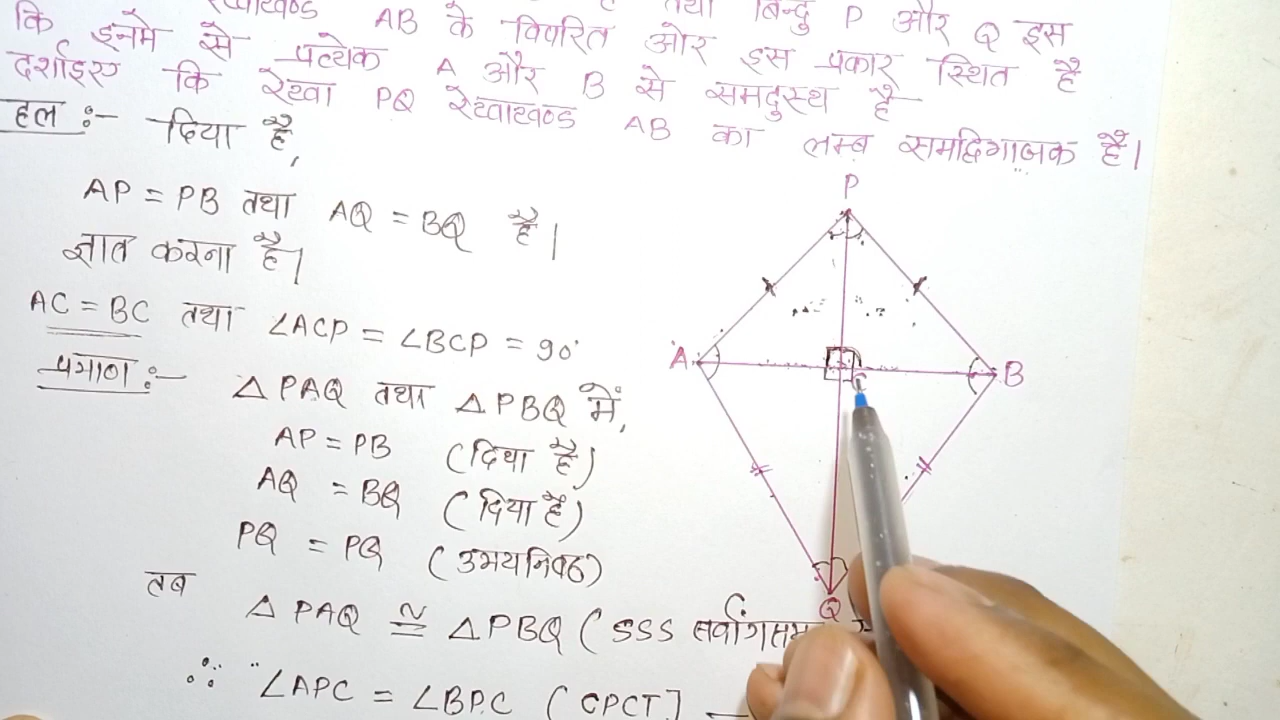 AB के विपरित ओर इस प्रकार स्थित है
कि इनमे से प्रत्येक A और B से समदुस्थ है
तथा बिन्दु P और Q इस
दर्शाइए कि रेखा PQ रेखाखण्ड AB का लम्ब समद्विभाजक है।
हल :- दिया है,
AP = PB तथा AQ = BQ है।
ज्ञात करना है।
AC = BC तथा ∠ACP = ∠BCP = 90°
प्रमाण :- △PAQ तथा △PBQ में,
AP = PB (दिया है)
AQ = BQ (दिया है)
PQ = PQ (उभयनिष्ठ)
तब
△PAQ ≅ △PBQ (SSS
∴ ∠APC = ∠BPC (CPCT)
P
A
B
Q